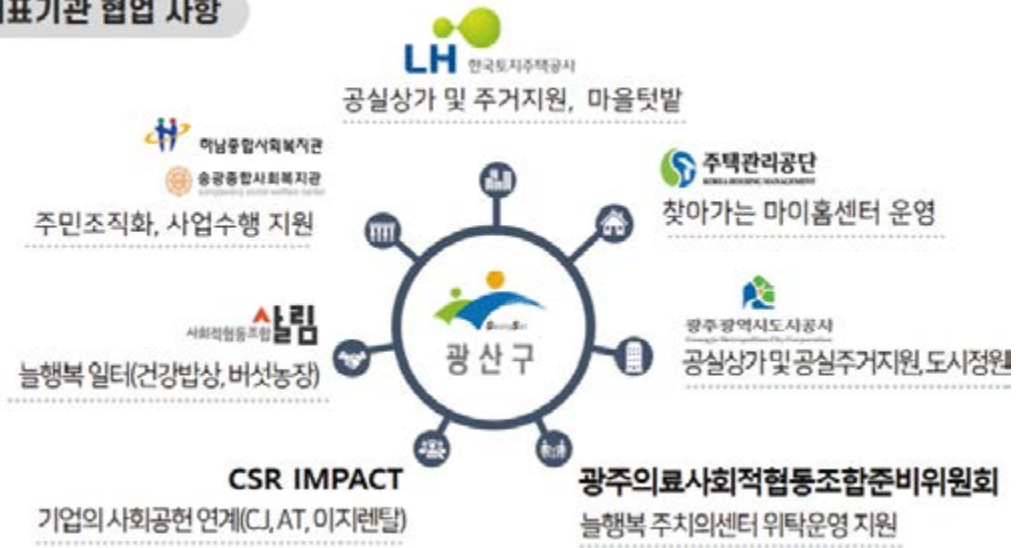 대표기관 협업 사항
LH 한국토지주택공사
공실상가 및 주거지원, 마을텃밭
하남종합사회복지관
송광종합사회복지관
주민조직화, 사업수행 지원
주택관리공단
KOREA HOUSING MANAGEMENT
찾아가는 마이홈센터 운영
사회적협동조합 살림
늘행복 일터(건강밥상, 버섯농장)
광산구
광주광역시도시공사
Gwangju Metropolitan City Corporation
공실상가 및 공실주거지원, 도시정원
CSR IMPACT
기업의 사회공헌 연계(CJ, AT, 이지렌탈)
광주의료사회적협동조합준비위원회
늘행복 주치의센터 위탁운영 지원